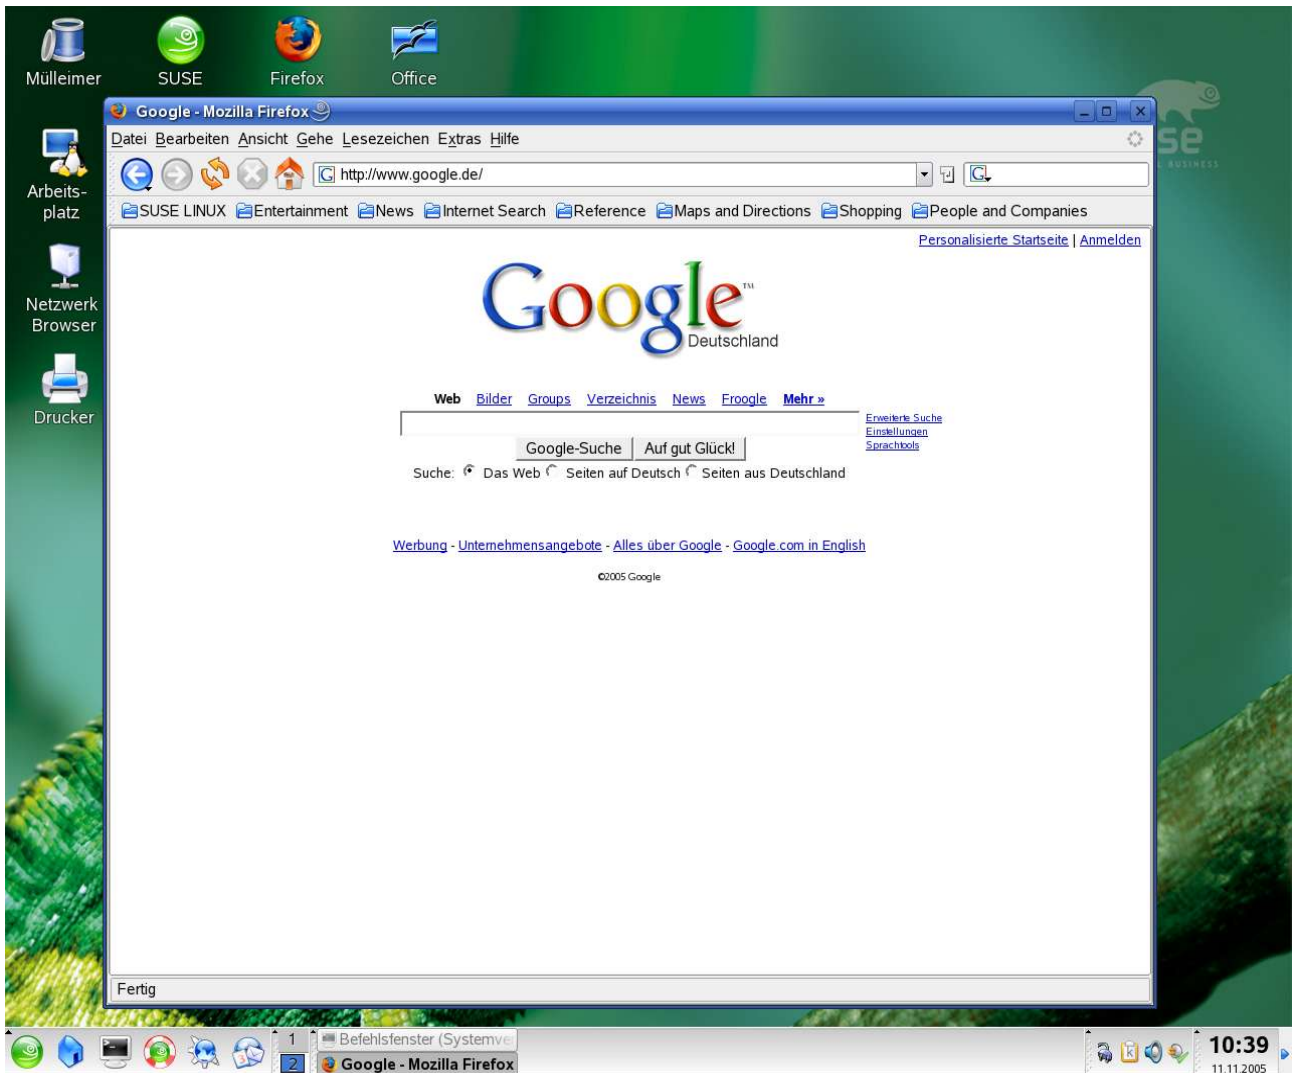 Mülleimer
SUSE
Firefox
Office
Google - Mozilla Firefox
Datei Bearbeiten Ansicht Gehe Lesezeichen Extras Hilfe
Arbeits-
platz
http://www.google.de/
SUSE LINUX Entertainment News Internet Search Reference Maps and Directions Shopping People and Companies
Personalisierte Startseite | Anmelden
Netzwerk
Browser
Google™
Deutschland
Drucker
Web Bilder Groups Verzeichnis News Froogle Mehr »
Erweiterte Suche
Einstellungen
Sprachtools
Google-Suche Auf gut Glück!
Suche: Das Web Seiten auf Deutsch Seiten aus Deutschland
Werbung - Unternehmensangebote - Alles über Google - Google.com in English
©2005 Google
Fertig
1 Befehlsfenster (Systemve
2 Google - Mozilla Firefox
10:39
11.11.2005